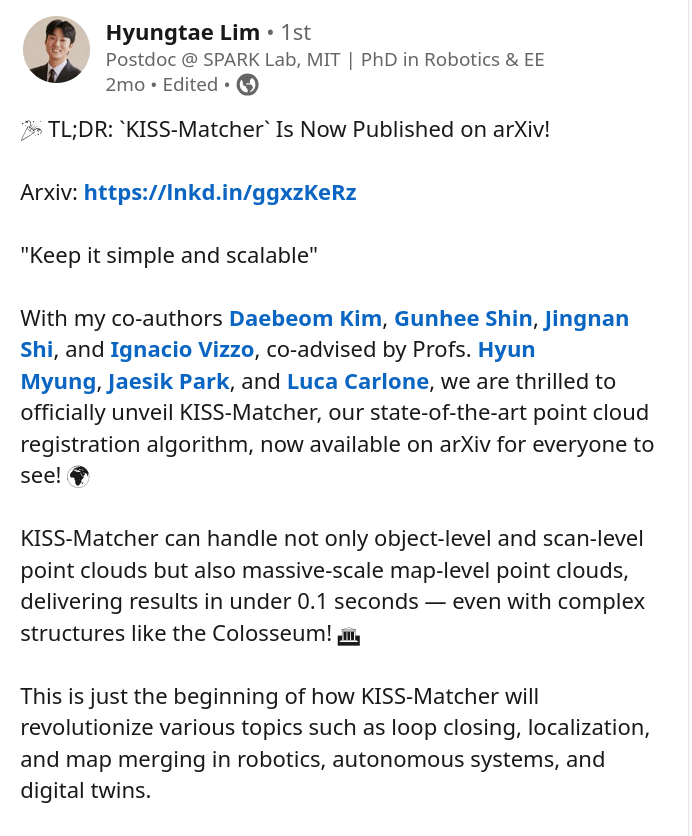 Hyungtae Lim • 1st
Postdoc @ SPARK Lab, MIT | PhD in Robotics & EE
2mo • Edited •
🎉 TL;DR: `KISS-Matcher` Is Now Published on arXiv!
Arxiv: https://lnkd.in/ggxzKeRz
"Keep it simple and scalable"
With my co-authors Daebeom Kim, Gunhee Shin, Jingnan
Shi, and Ignacio Vizzo, co-advised by Profs. Hyun
Myung, Jaesik Park, and Luca Carlone, we are thrilled to
officially unveil KISS-Matcher, our state-of-the-art point cloud
registration algorithm, now available on arXiv for everyone to
see! 🌍
KISS-Matcher can handle not only object-level and scan-level
point clouds but also massive-scale map-level point clouds,
delivering results in under 0.1 seconds — even with complex
structures like the Colosseum! 🏛
This is just the beginning of how KISS-Matcher will
revolutionize various topics such as loop closing, localization,
and map merging in robotics, autonomous systems, and
digital twins.